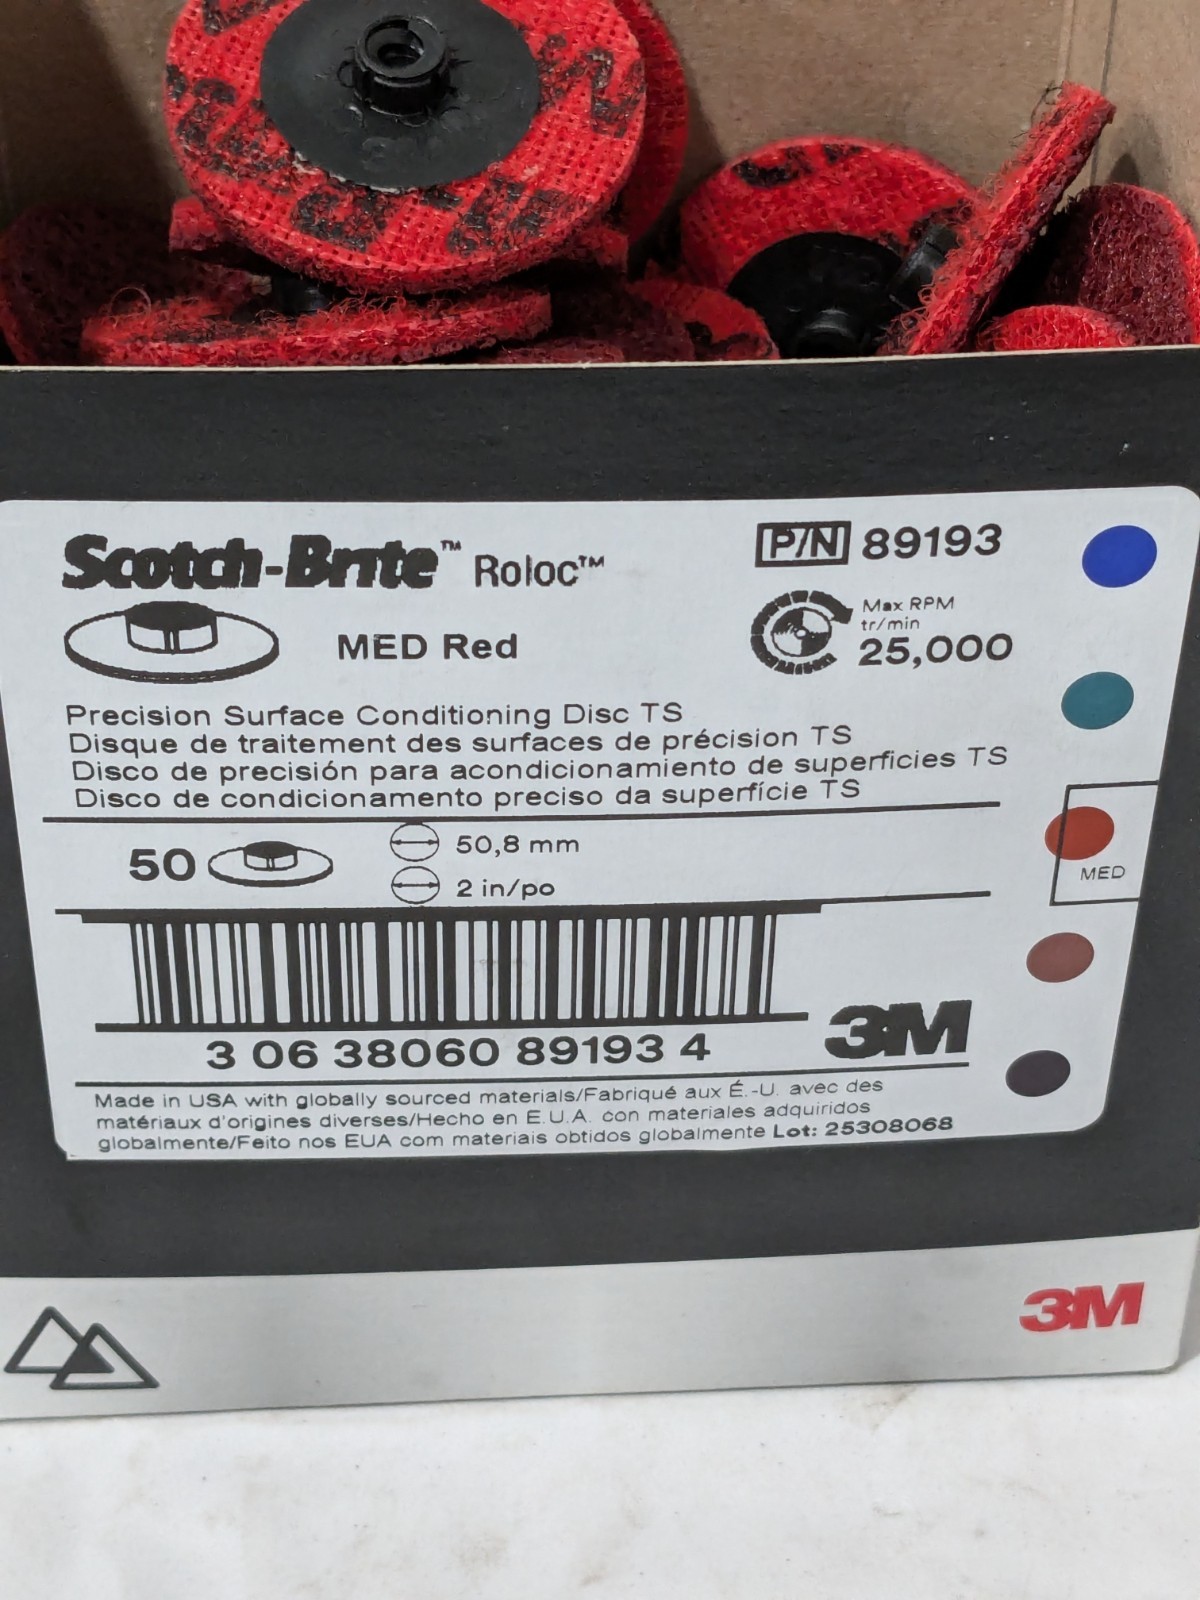 Scotch-Brite™ Roloc™
P/N 89193
MED Red
Max RPM
tr/min
25,000
Precision Surface Conditioning Disc TS
Disque de traitement des surfaces de précision TS
Disco de precisión para acondicionamiento de superficies TS
Disco de condicionamento preciso da superfície TS
50
50,8 mm
2 in/po
MED
3 06 38060 89193 4
3M
Made in USA with globally sourced materials/Fabriqué aux É.-U. avec des
matériaux d'origines diverses/Hecho en E.U.A. con materiales adquiridos
globalmente/Feito nos EUA com materiais obtidos globalmente Lot: 25308068
3M